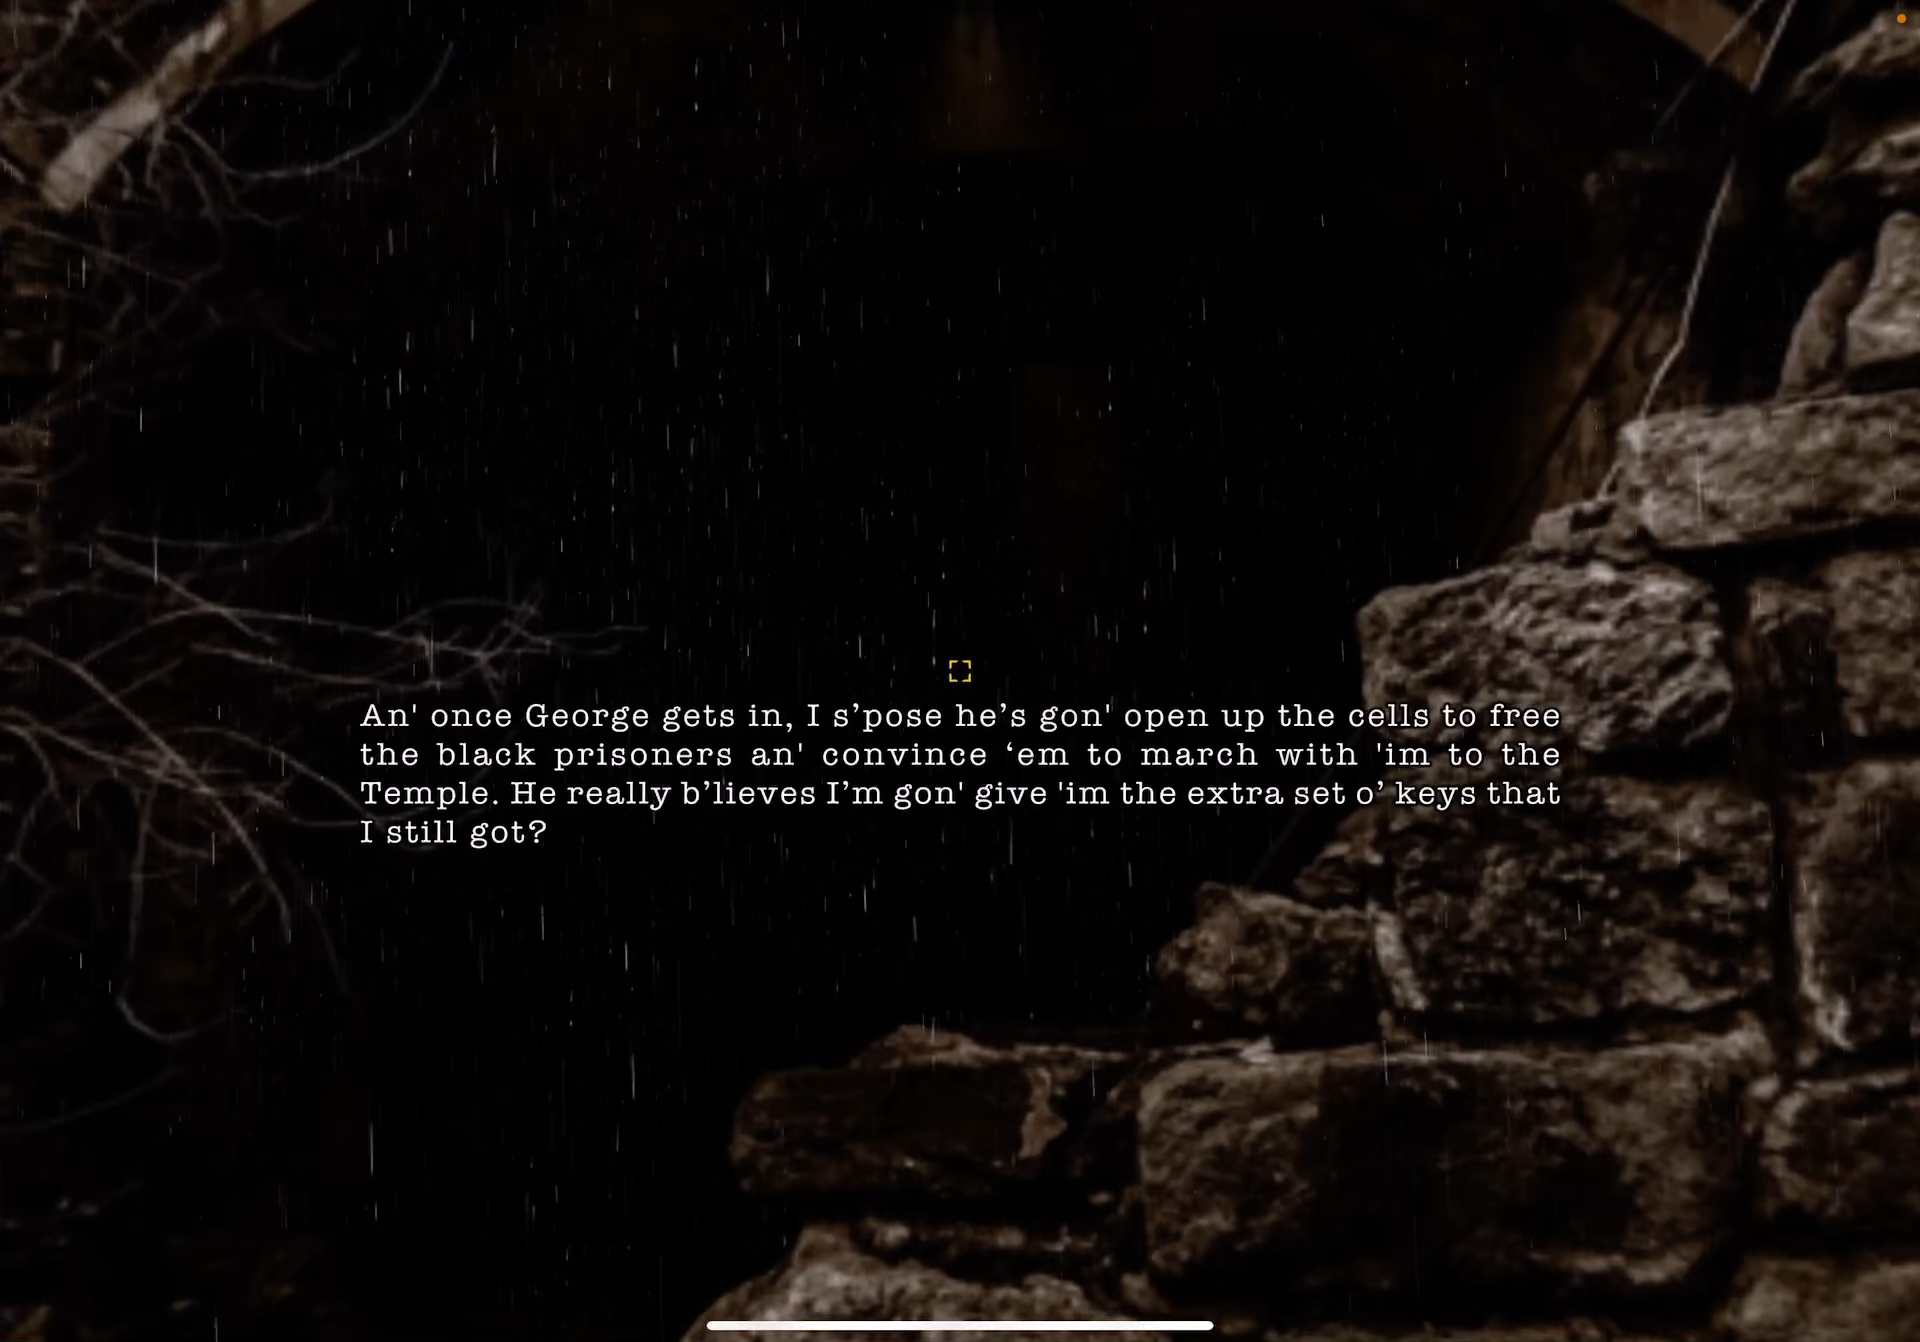 An' once George gets in, I s’pose he’s gon' open up the cells to free
the black prisoners an' convince ‘em to march with 'im to the
Temple. He really b’lieves I’m gon' give 'im the extra set o’ keys that
I still got?